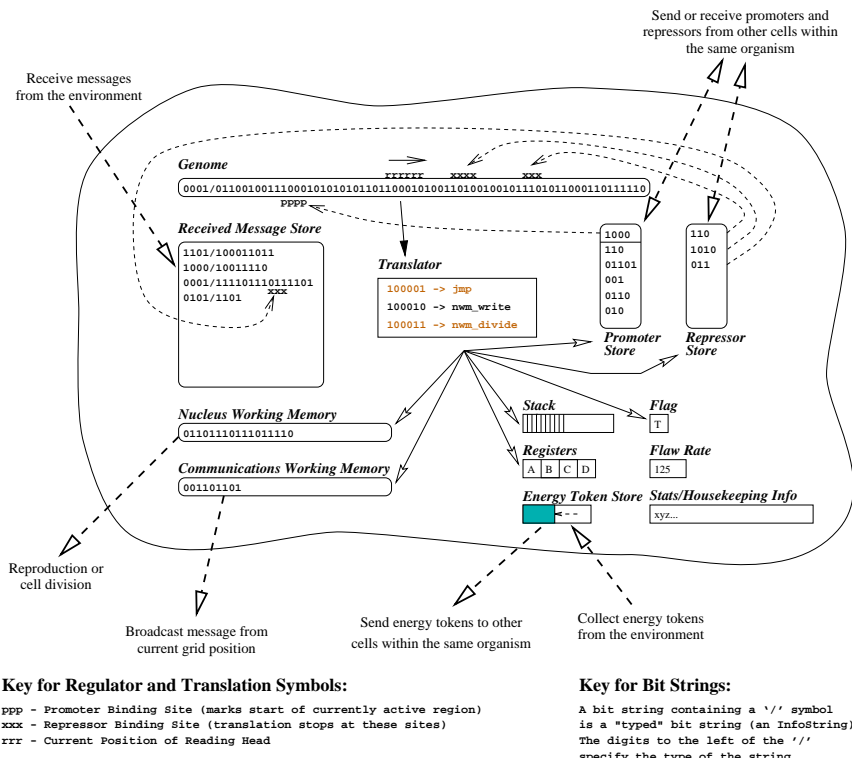 Send or receive promoters and
repressors from other cells within
the same organism
Receive messages
from the environment
Genome
rrrrrr xxxx xxx
0001/01100100111000101010101101100010100110100100101110101100011011110
PPPP
Received Message Store
1101/100011011
1000/10011110
0001/111101110111101
xxx
0101/1101
Translator
100001 -> jmp
100010 -> nwm_write
100011 -> nwm_divide
1000
110
01101
001
0110
010
Promoter
Store
110
1010
011
Repressor
Store
Nucleus Working Memory
01101110111011110
Communications Working Memory
001101101
Stack
Flag
T
Registers
A B C D
Flaw Rate
125
Energy Token Store
<--
Stats/Housekeeping Info
xyz...
Reproduction or
cell division
Broadcast message from
current grid position
Send energy tokens to other
cells within the same organism
Collect energy tokens
from the environment
Key for Regulator and Translation Symbols:
ppp - Promoter Binding Site (marks start of currently active region)
xxx - Repressor Binding Site (translation stops at these sites)
rrr - Current Position of Reading Head
Key for Bit Strings:
A bit string containing a '/' symbol
is a "typed" bit string (an InfoString)
The digits to the left of the '/'
specify the type of the string